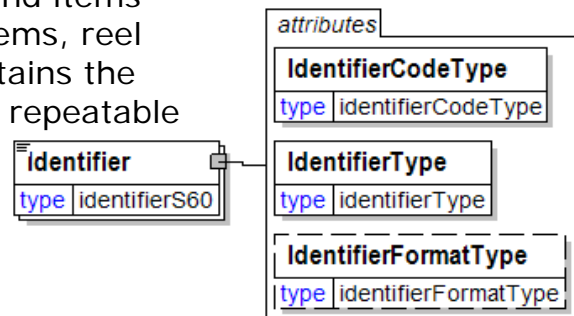 nd items
ems, reel
tains the
repeatable
Identifier
type identifierS60
attributes
IdentifierCodeType
type identifierCodeType
IdentifierType
type identifierType
IdentifierFormatType
type identifierFormatType